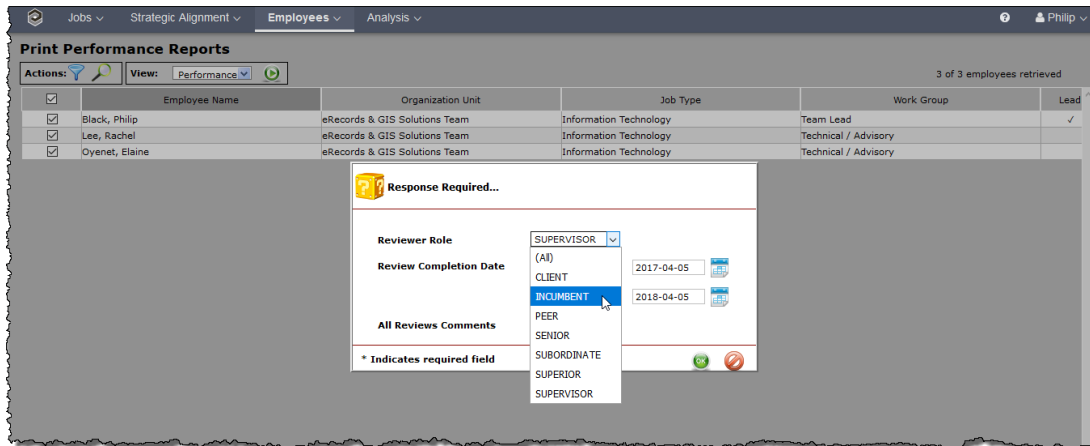 Jobs Strategic Alignment Employees Analysis Philip
Print Performance Reports
Actions: View: Performance 3 of 3 employees retrieved
Employee Name Organization Unit Job Type Work Group Lead
Black, Philip eRecords & GIS Solutions Team Information Technology Team Lead ✓
Lee, Rachel eRecords & GIS Solutions Team Information Technology Technical / Advisory
Oyenet, Elaine eRecords & GIS Solutions Team Information Technology Technical / Advisory
Response Required...
Reviewer Role SUPERVISOR
(All)
Review Completion Date 2017-04-05
CLIENT
INCUMBENT 2018-04-05
PEER
All Reviews Comments
SENIOR
* Indicates required field SUBORDINATE OK
SUPERIOR
SUPERVISOR